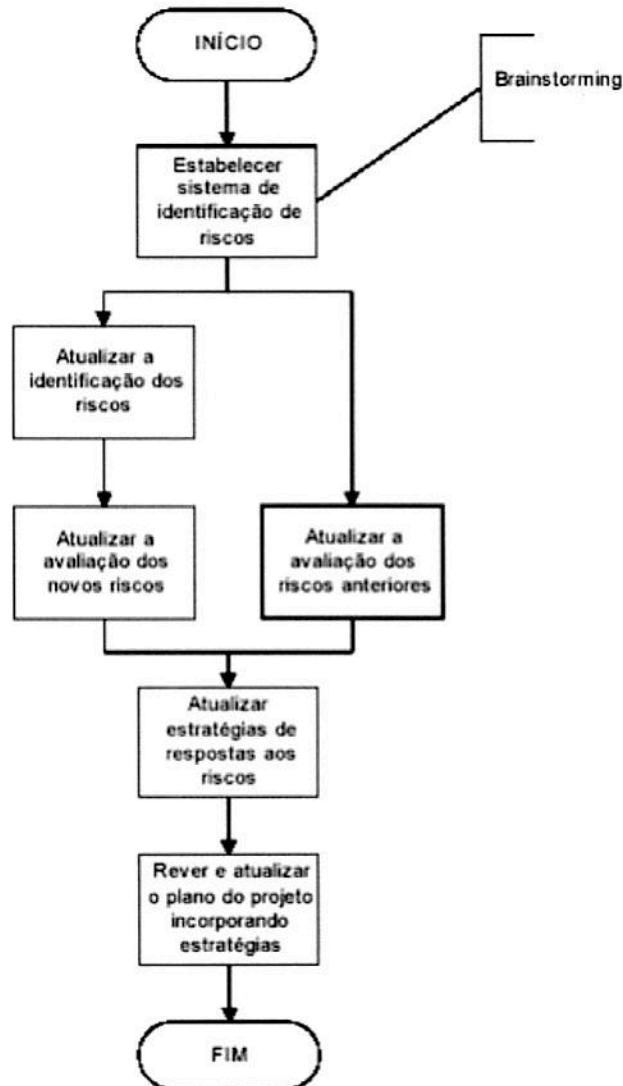 INÍCIO
Brainstorming
Estabelecer
sistema de
identificação de
riscos
Atualizar a
identificação dos
riscos
Atualizar a
avaliação dos
novos riscos
Atualizar a
avaliação dos
riscos anteriores
Atualizar
estratégias de
respostas aos
riscos
Rever e atualizar
o plano do projeto
incorporando
estratégias
FIM